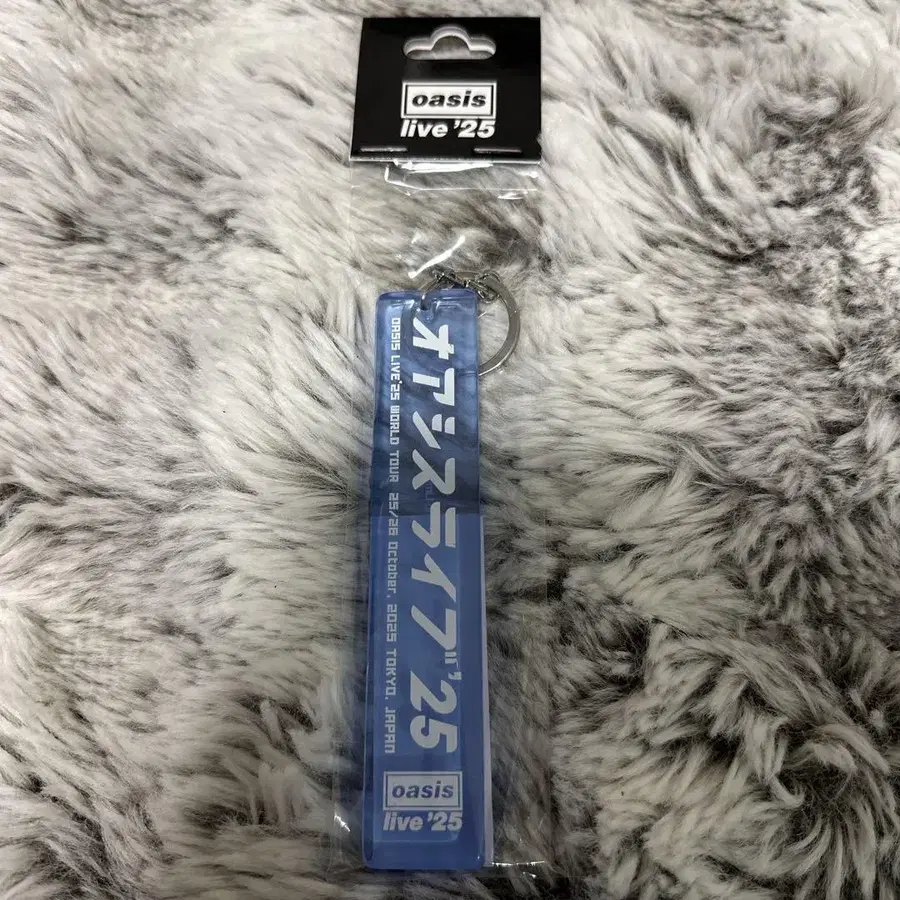 oasis
live '25
オアシスライブ'25
OASIS LIVE'25 WORLD TOUR 25/26 October, 2025 TOKYO, JAPAN
oasis
live '25